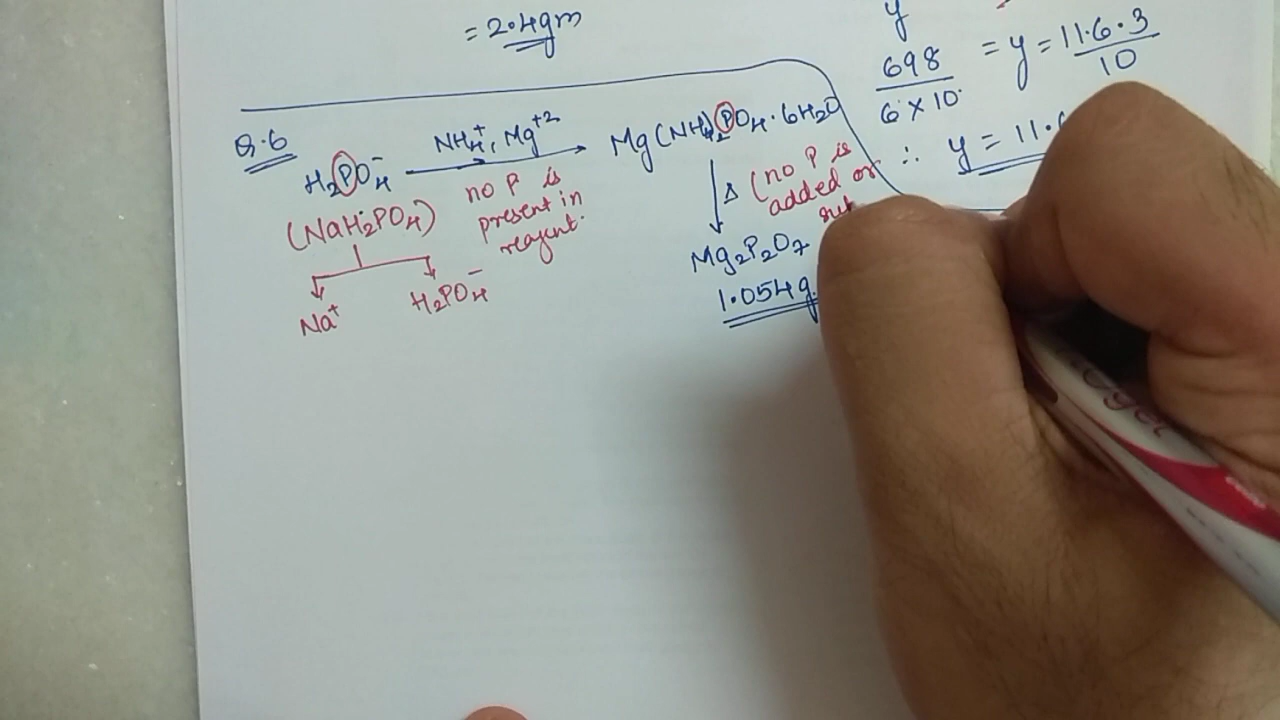 = 2.4gm
y
698
6 × 10
= y = 11.6.3
10
∴ y = 11.
Q.6
H2PO4⁻
NH4⁺, Mg⁺²
Mg(NH4)2PO4·6H2O
(NaH2PO4)
no P is
present in
reagent.
Δ (no P is
added or
Na⁺
H2PO4⁻
Mg2P2O7
1.054g